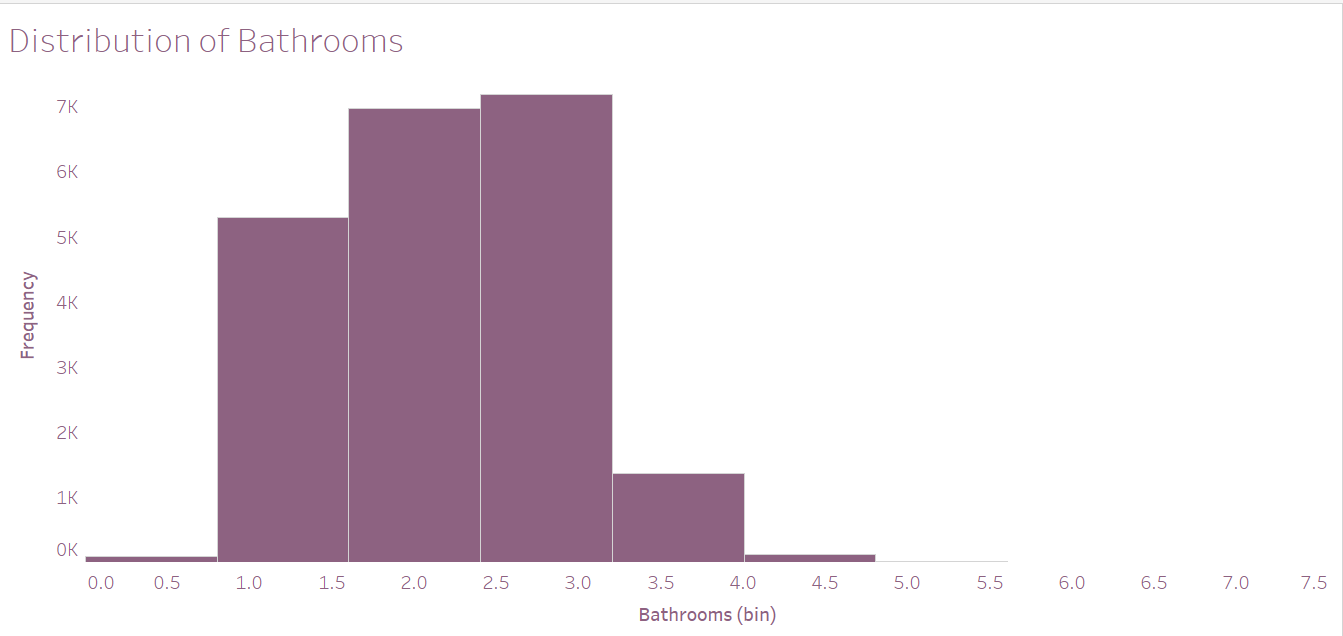 Distribution of Bathrooms
7K
6K
5K
4K
3K
2K
1K
0K
Frequency
0.0 0.5 1.0 1.5 2.0 2.5 3.0 3.5 4.0 4.5 5.0 5.5 6.0 6.5 7.0 7.5
Bathrooms (bin)